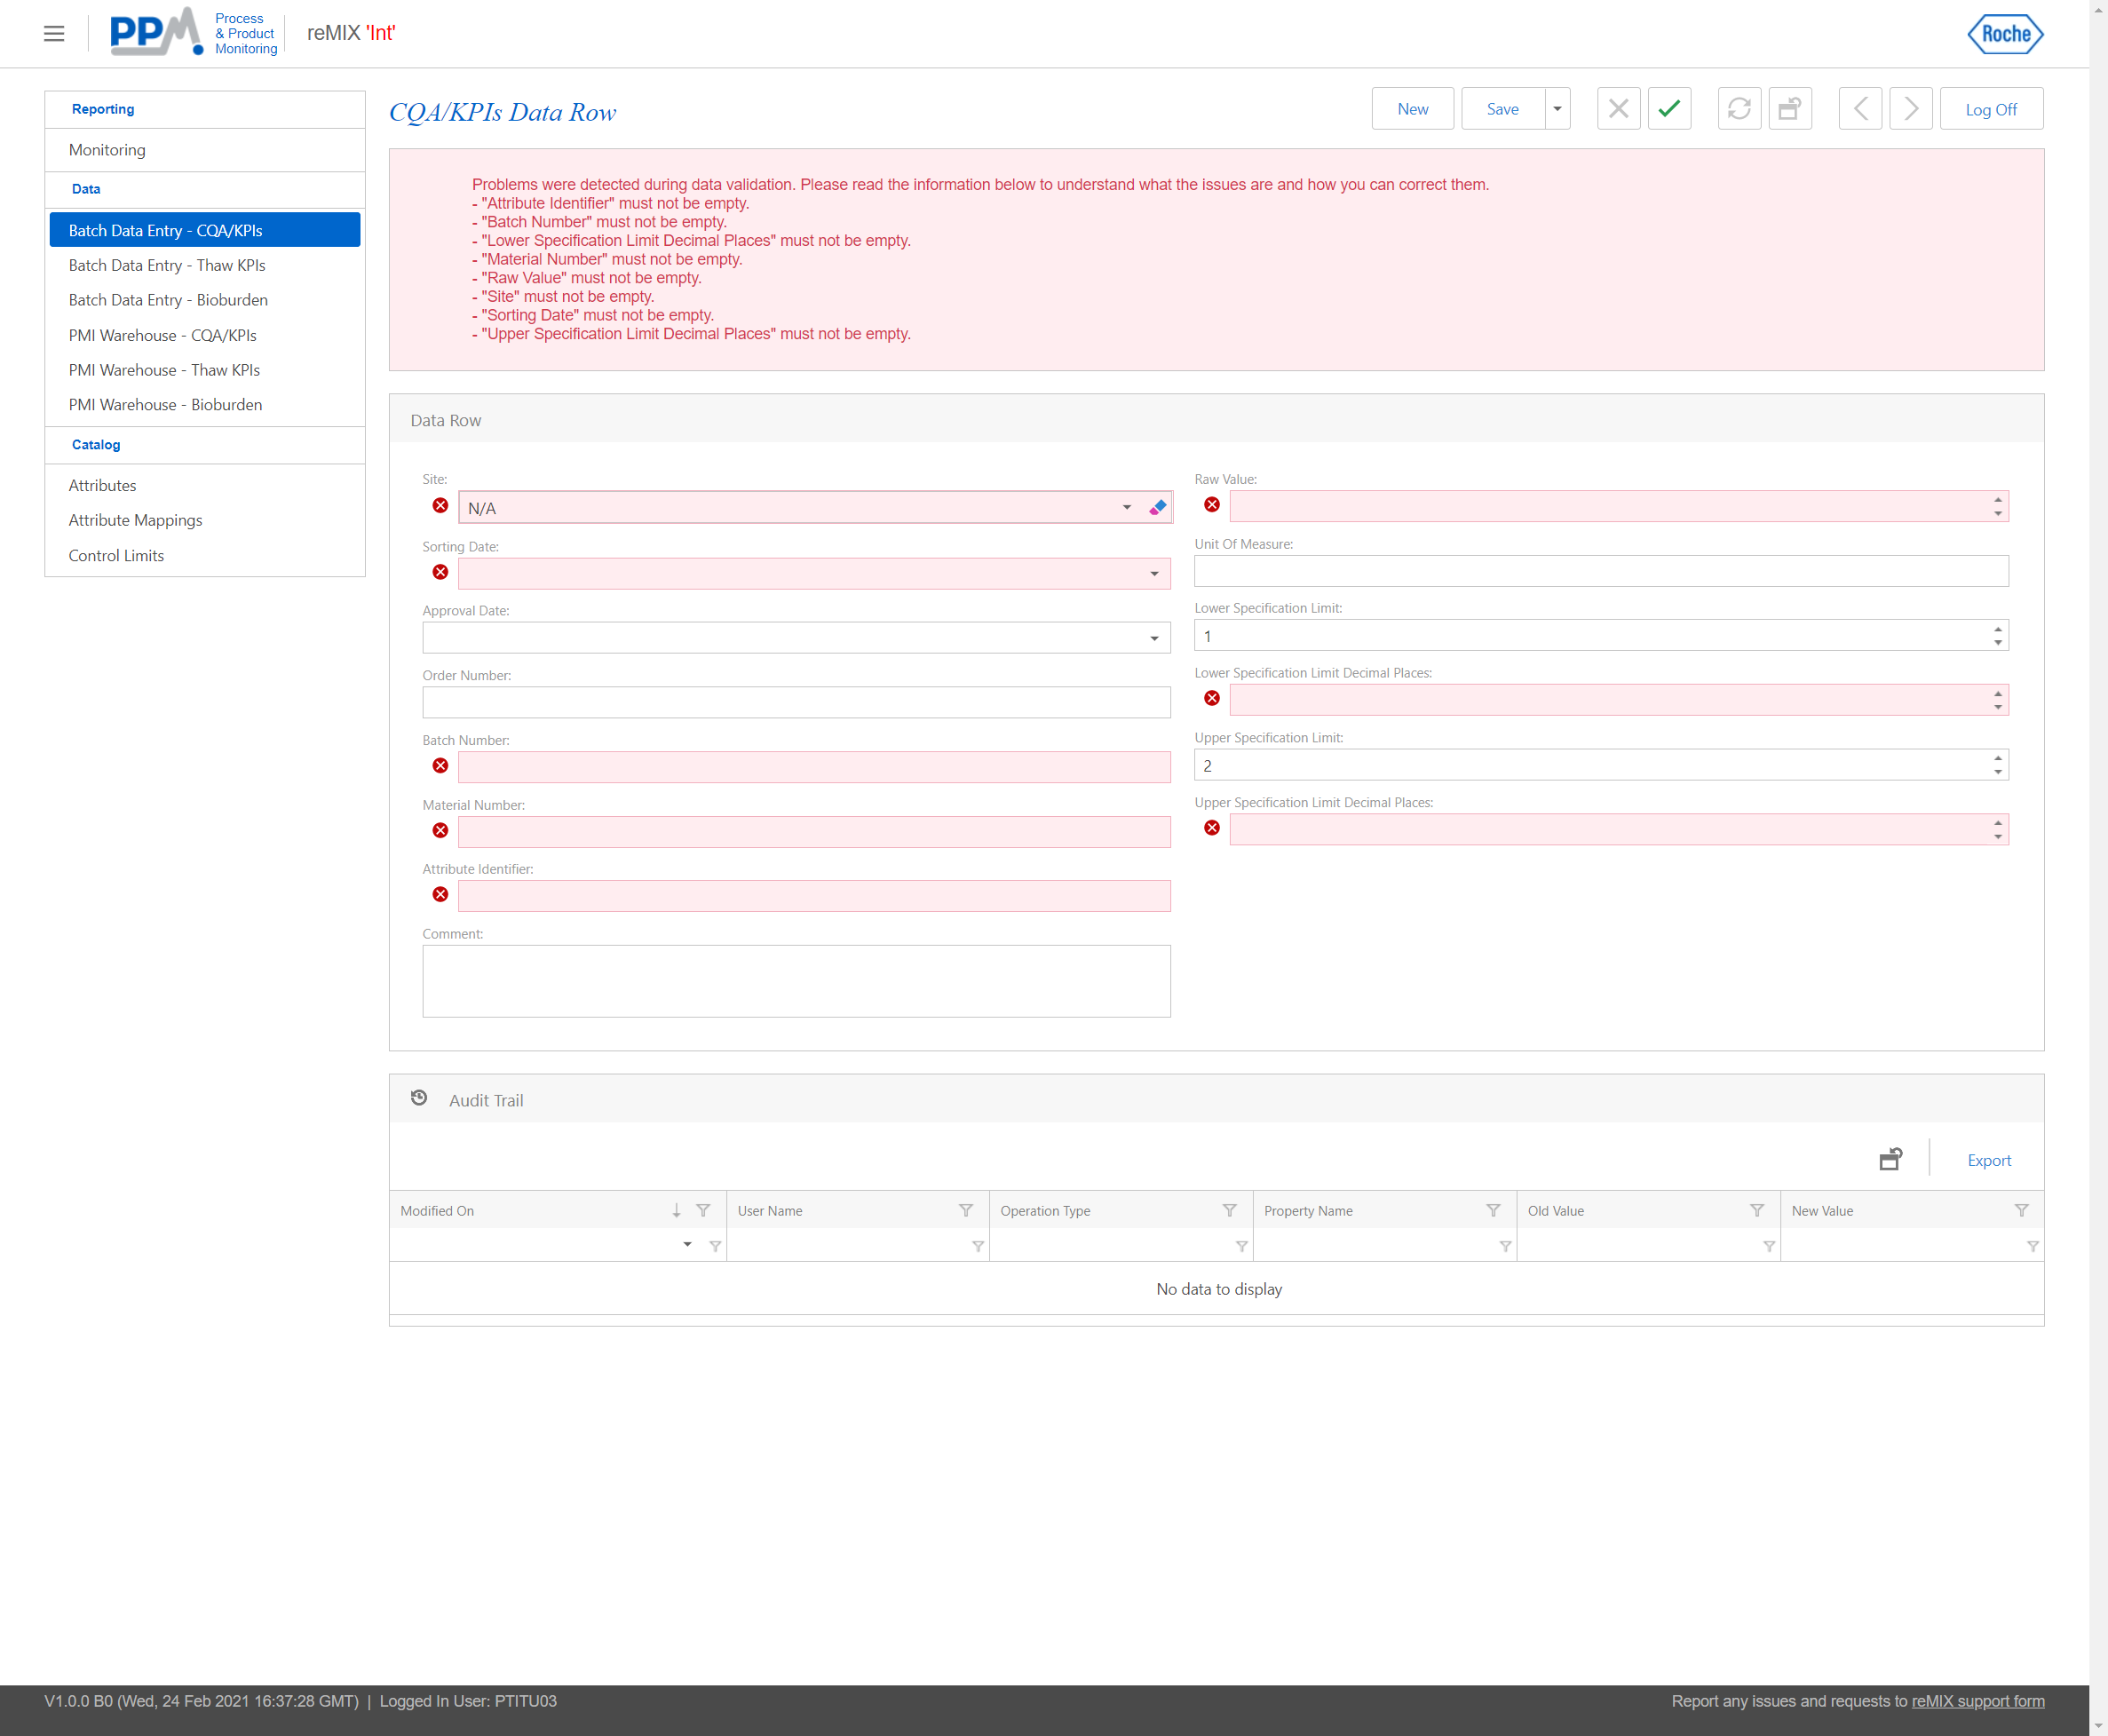 PPM
Process
& Product
Monitoring
reMIX 'Int'
Roche
Reporting
Monitoring
Data
Batch Data Entry - CQA/KPIs
Batch Data Entry - Thaw KPIs
Batch Data Entry - Bioburden
PMI Warehouse - CQA/KPIs
PMI Warehouse - Thaw KPIs
PMI Warehouse - Bioburden
Catalog
Attributes
Attribute Mappings
Control Limits
CQA/KPIs Data Row
New
Save
Log Off
Problems were detected during data validation. Please read the information below to understand what the issues are and how you can correct them.
- "Attribute Identifier" must not be empty.
- "Batch Number" must not be empty.
- "Lower Specification Limit Decimal Places" must not be empty.
- "Material Number" must not be empty.
- "Raw Value" must not be empty.
- "Site" must not be empty.
- "Sorting Date" must not be empty.
- "Upper Specification Limit Decimal Places" must not be empty.
Data Row
Site:
N/A
Sorting Date:
Approval Date:
Order Number:
Batch Number:
Material Number:
Attribute Identifier:
Comment:
Raw Value:
Unit Of Measure:
Lower Specification Limit:
1
Lower Specification Limit Decimal Places:
Upper Specification Limit:
2
Upper Specification Limit Decimal Places:
Audit Trail
Export
Modified On
User Name
Operation Type
Property Name
Old Value
New Value
No data to display
V1.0.0 B0 (Wed, 24 Feb 2021 16:37:28 GMT) | Logged In User: PTITU03
Report any issues and requests to reMIX support form